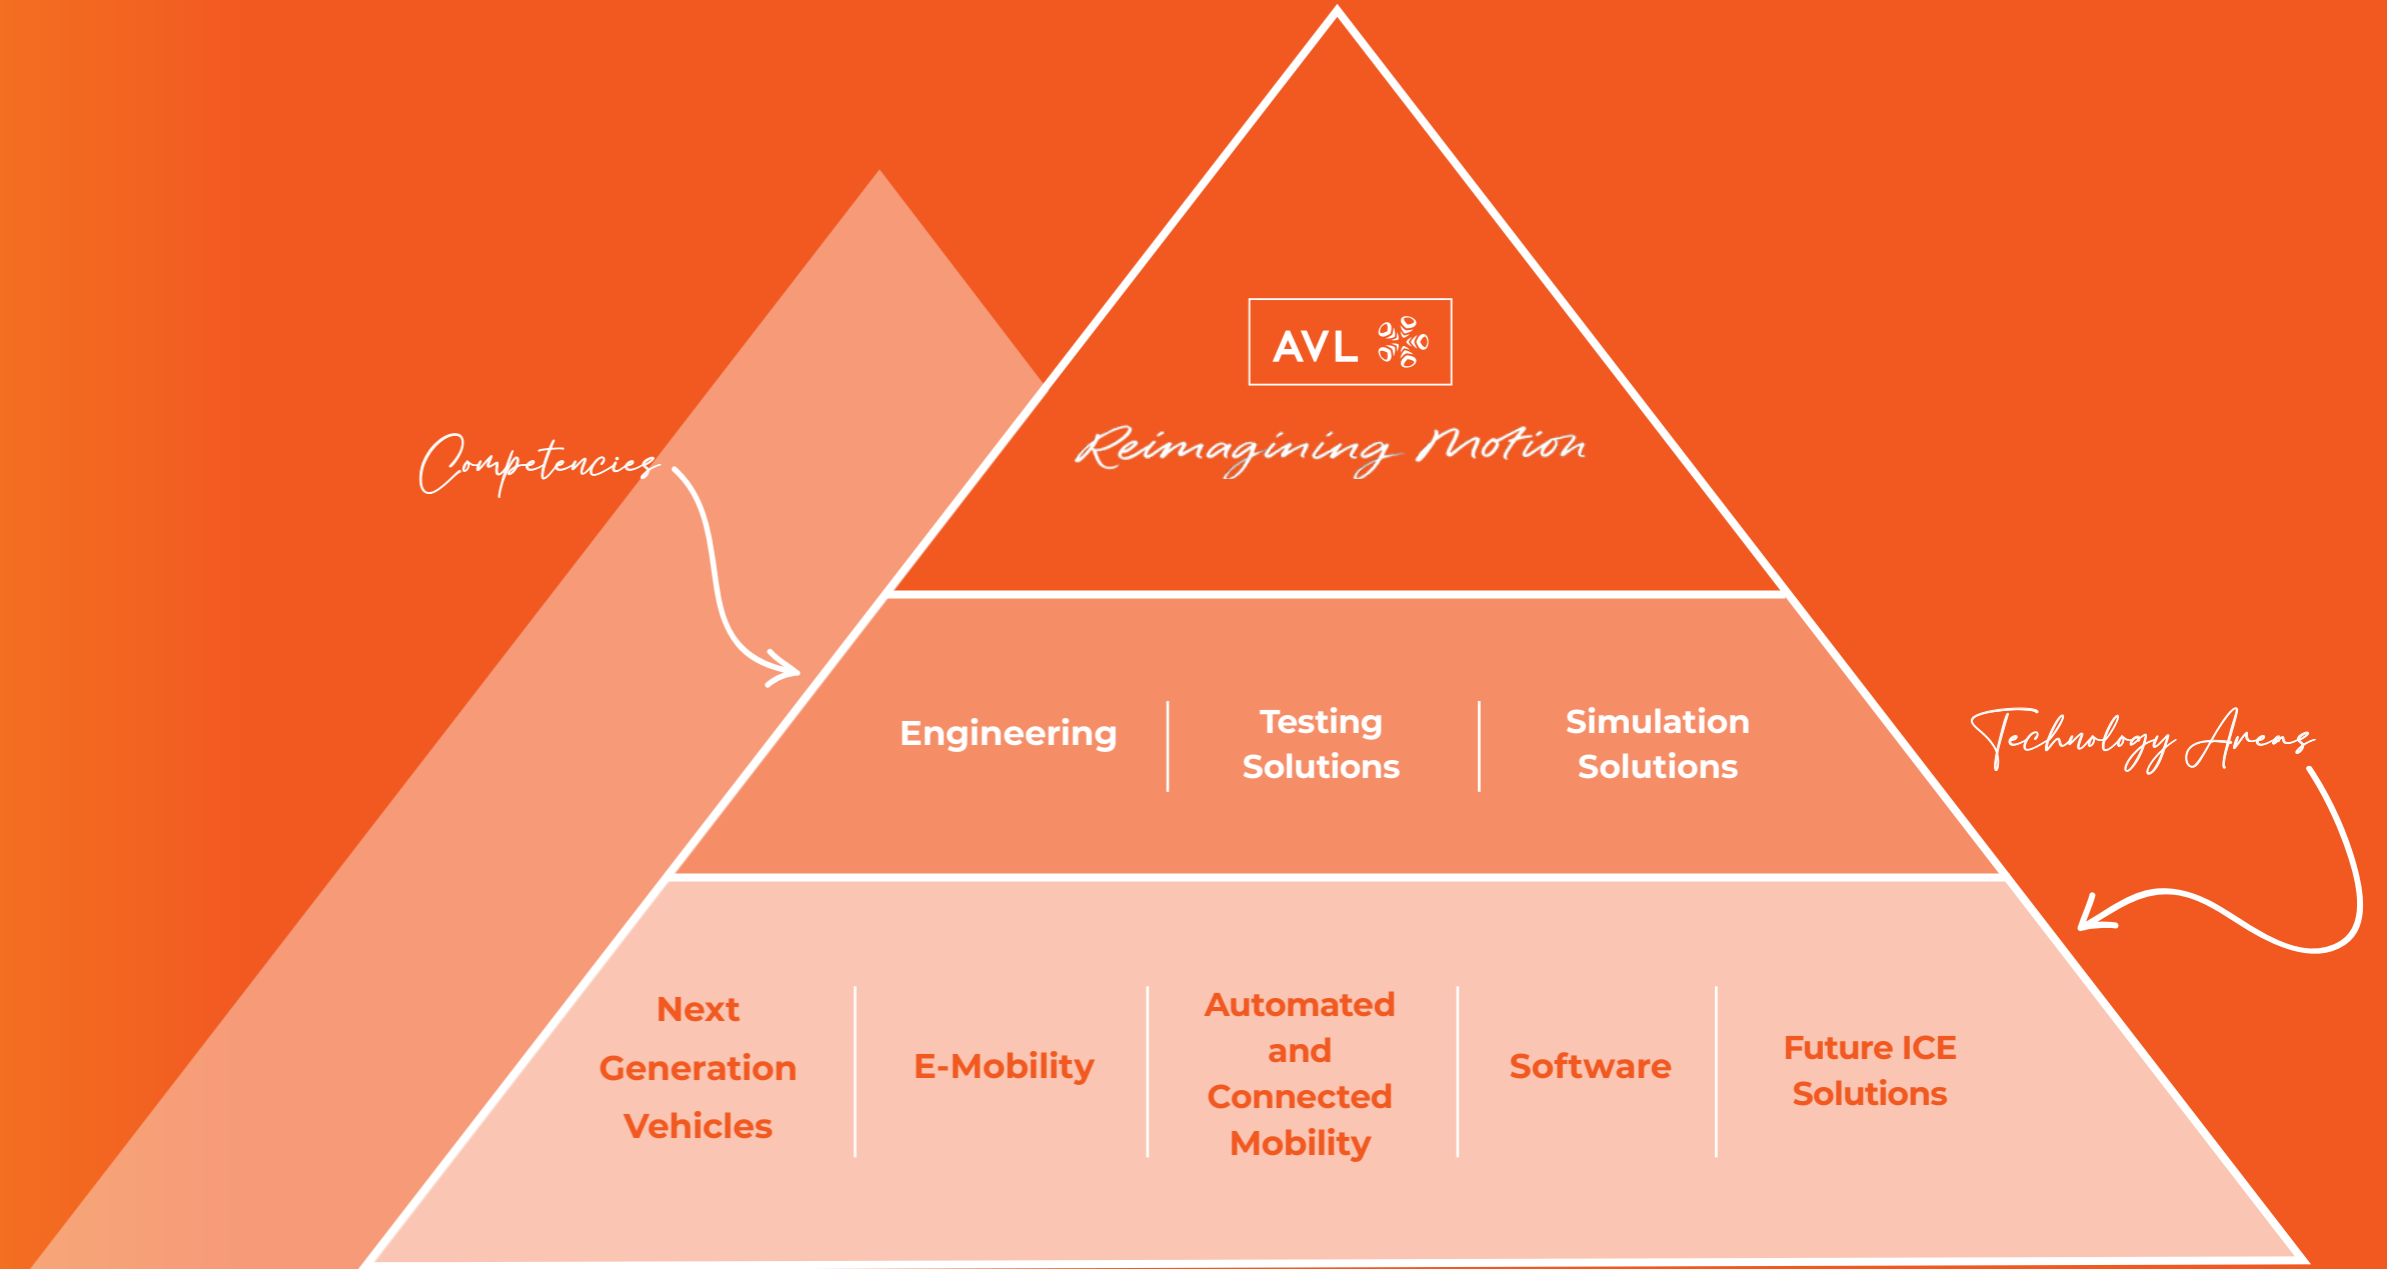 AVL
Reimagining Motion
Competencies
Engineering
Testing
Solutions
Simulation
Solutions
Technology Areas
Next
Generation
Vehicles
E-Mobility
Automated
and
Connected
Mobility
Software
Future ICE
Solutions